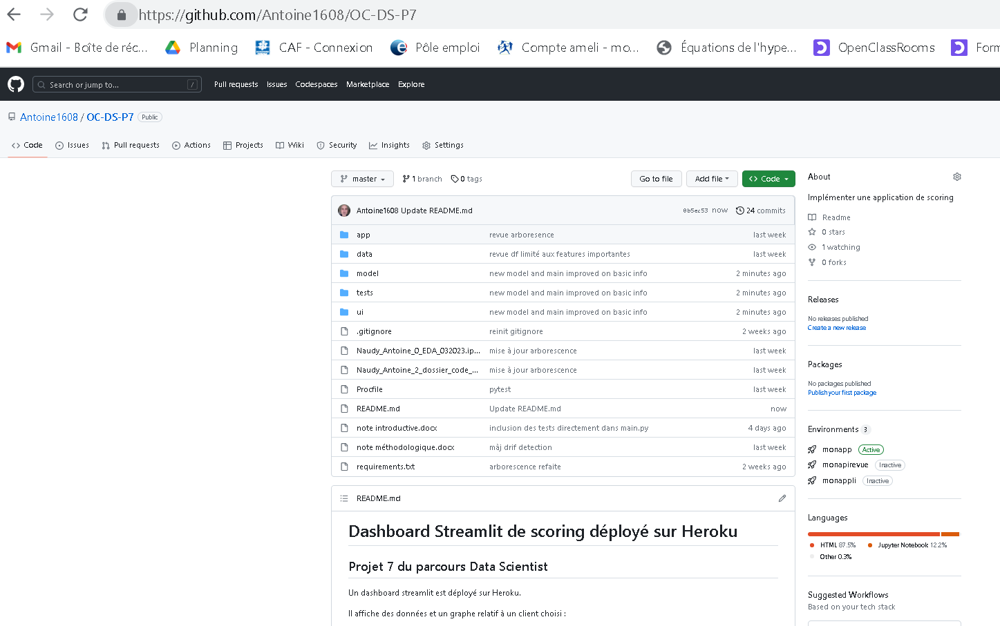 https://github.com/Antoine1608/OC-DS-P7
Gmail - Boîte de réc... Planning CAF - Connexion Pôle emploi Compte ameli - mo... Équations de l'hype... OpenClassRooms Form
Search or jump to... / Pull requests Issues Codespaces Marketplace Explore
Antoine1608 / OC-DS-P7 Public
Code Issues Pull requests Actions Projects Wiki Security Insights Settings
master 1 branch 0 tags Go to file Add file Code
Antoine1608 Update README.md 0b5ec53 now 24 commits
app revue arboresence last week
data revue df limité aux features importantes last week
model new model and main improved on basic info 2 minutes ago
tests new model and main improved on basic info 2 minutes ago
ui new model and main improved on basic info 2 minutes ago
.gitignore reinit gitignore 2 weeks ago
Naudy_Antoine_0_EDA_032023.ip... mise à jour arborescence last week
Naudy_Antoine_2_dossier_code_... mise à jour arborescence last week
Procfile pytest last week
README.md Update README.md now
note introductive.docx inclusion des tests directement dans main.py 4 days ago
note méthodologique.docx màj drif detection last week
requirements.txt arborescence refaite 2 weeks ago
README.md
Dashboard Streamlit de scoring déployé sur Heroku
Projet 7 du parcours Data Scientist
Un dashboard streamlit est déployé sur Heroku.
Il affiche des données et un graphe relatif à un client choisi :
About
Implémenter une application de scoring
Readme
0 stars
1 watching
0 forks
Releases
No releases published
Create a new release
Packages
No packages published
Publish your first package
Environments 3
monapp Active
monapirevue Inactive
monappli Inactive
Languages
HTML 87.5% Jupyter Notebook 12.2%
Other 0.3%
Suggested Workflows
Based on your tech stack